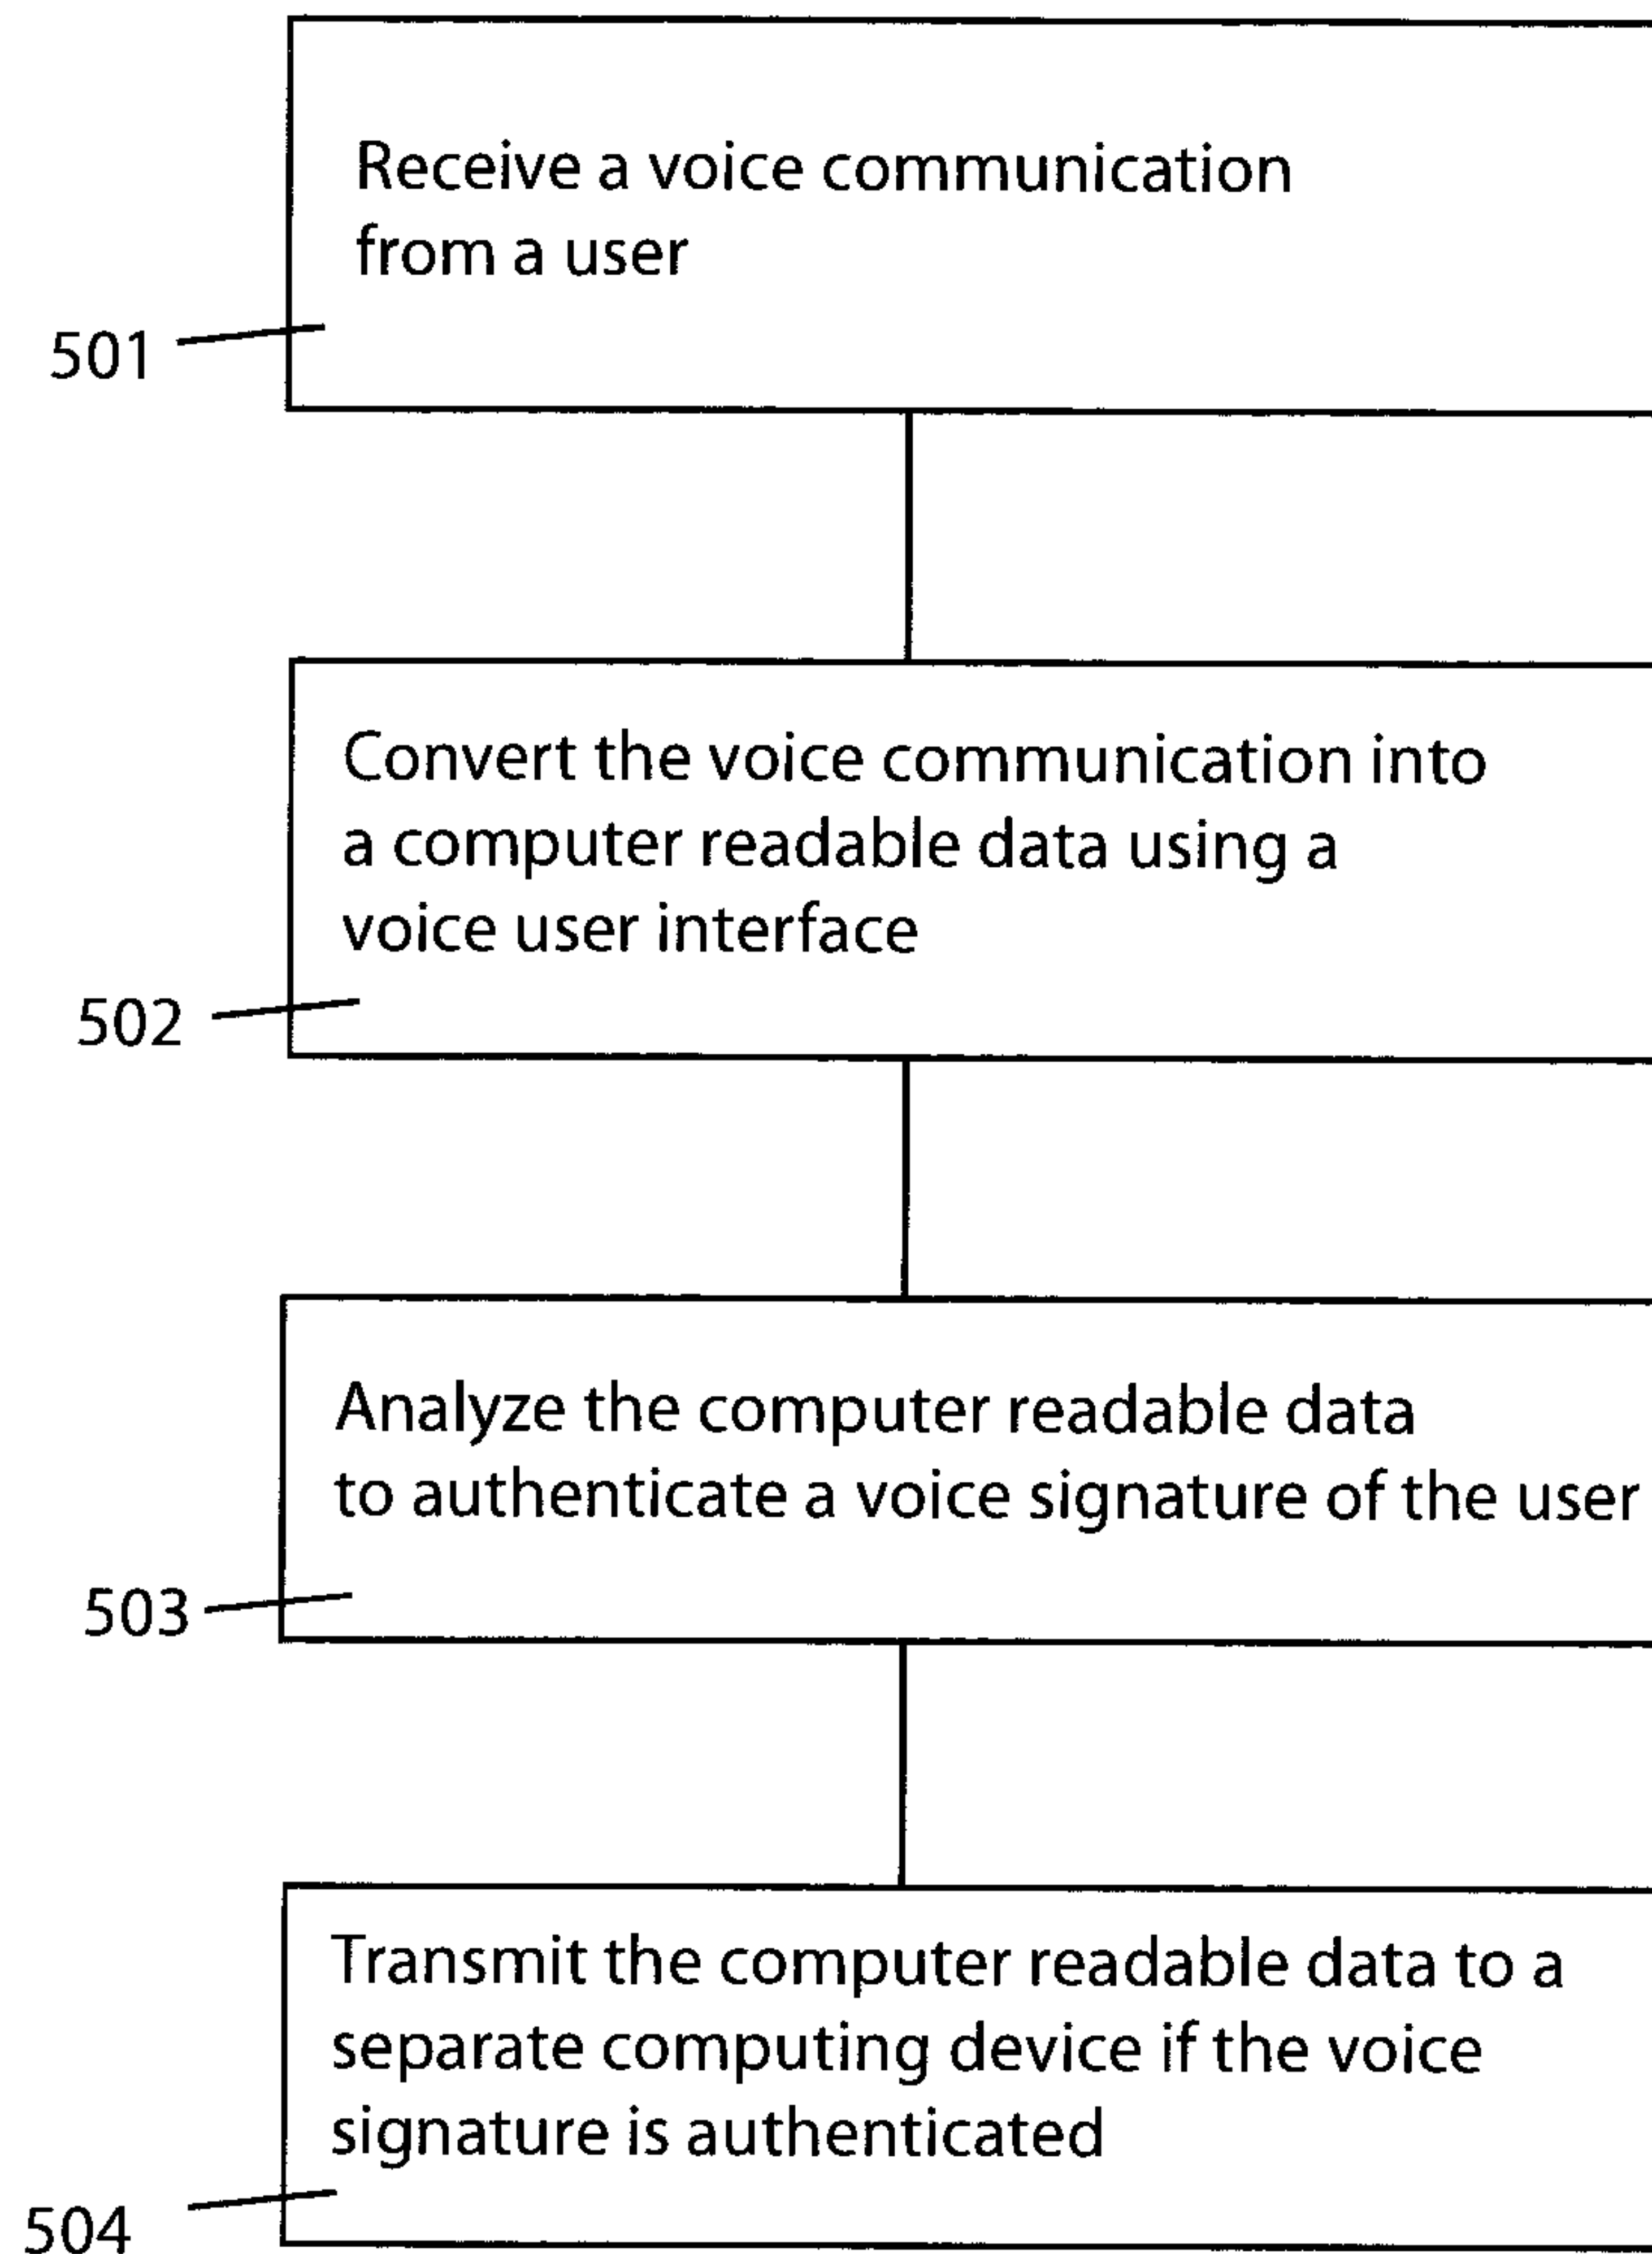 Receive a voice communication
from a user
501
Convert the voice communication into
a computer readable data using a
voice user interface
502
Analyze the computer readable data
to authenticate a voice signature of the user
503
Transmit the computer readable data to a
separate computing device if the voice
signature is authenticated
504